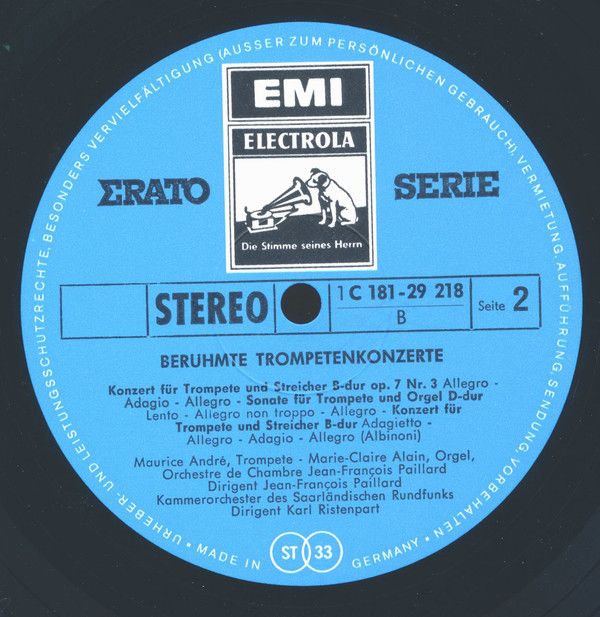 URHEBER- UND LEISTUNGSSCHUTZRECHTE, BESONDERS VERVIELFÄLTIGUNG (AUSSER ZUM PERSÖNLICHEN GEBRAUCH), VERMIETUNG, AUFFÜHRUNG, SENDUNG VORBEHALTEN
EMI
ELECTROLA
ΣRATO SERIE
Die Stimme seines Herrn
STEREO
1 C 181-29 218
B
Seite 2
BERUHMTE TROMPETENKONZERTE
Konzert für Trompete und Streicher B-dur op. 7 Nr. 3 Allegro -
Adagio - Allegro - Sonate für Trompete und Orgel D-dur
Lento - Allegro non troppo - Allegro - Konzert für
Trompete und Streicher B-dur Adagietto -
Allegro - Adagio - Allegro (Albinoni)
Maurice André, Trompete - Marie-Claire Alain, Orgel,
Orchestre de Chambre Jean-François Paillard
Dirigent Jean-François Paillard
Kammerorchester des Saarländischen Rundfunks
Dirigent Karl Ristenpart
• MADE IN ST 33 GERMANY •